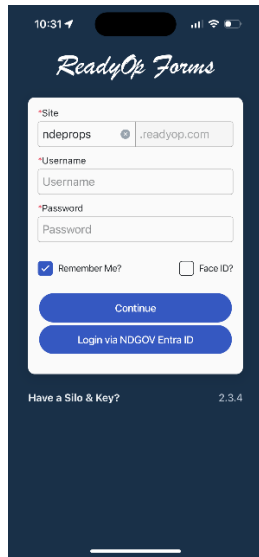 10:31
ReadyOp Forms
*Site
ndeprops .readyop.com
*Username
Username
*Password
Password
Remember Me? Face ID?
Continue
Login via NDGOV Entra ID
Have a Silo & Key? 2.3.4